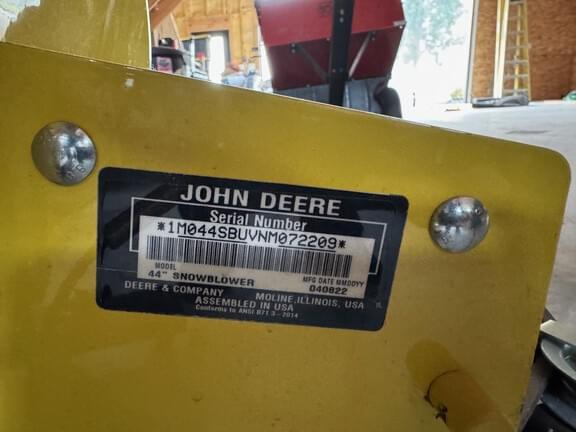 JOHN DEERE
Serial Number
*1M044SBUVNM072209*
MODEL MFG DATE MMDDYY
44" SNOWBLOWER 040822
DEERE & COMPANY MOLINE, ILLINOIS, USA
ASSEMBLED IN USA
Conforms to ANSI B71.3 - 2014